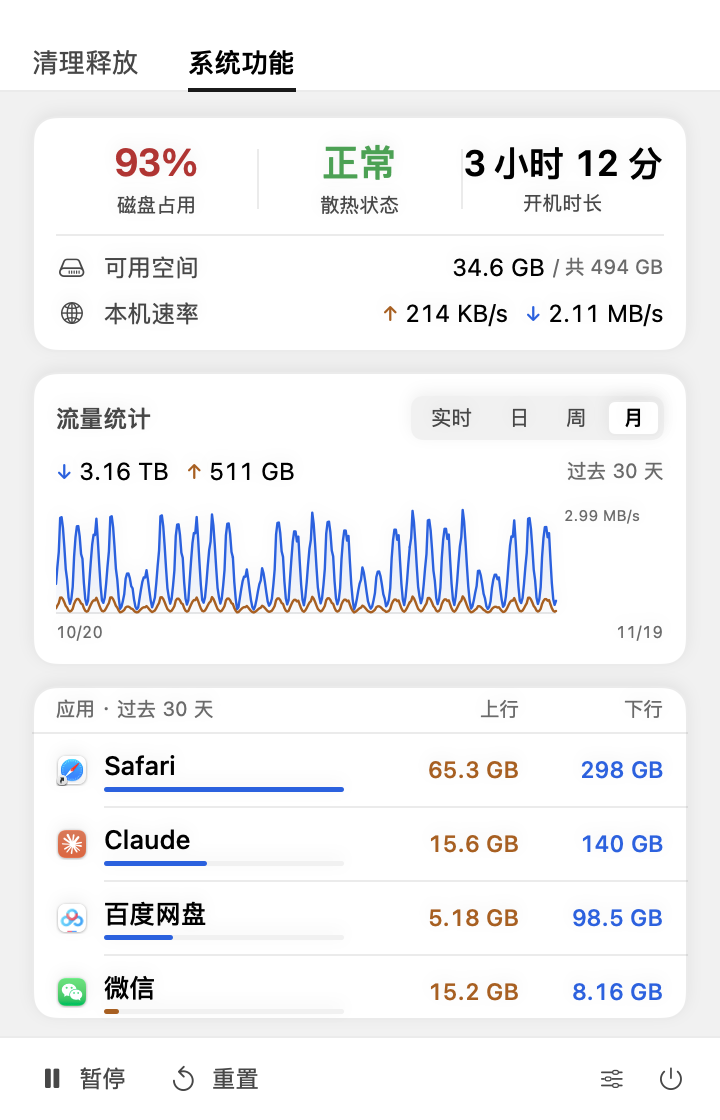 清理释放 系统功能
93% 正常 3 小时 12 分
磁盘占用 散热状态 开机时长
可用空间 34.6 GB / 共 494 GB
本机速率 ↑ 214 KB/s ↓ 2.11 MB/s
流量统计 实时 日 周 月
↓ 3.16 TB ↑ 511 GB 过去 30 天
2.99 MB/s
10/20 11/19
应用 · 过去 30 天 上行 下行
Safari 65.3 GB 298 GB
Claude 15.6 GB 140 GB
百度网盘 5.18 GB 98.5 GB
微信 15.2 GB 8.16 GB
暂停 重置